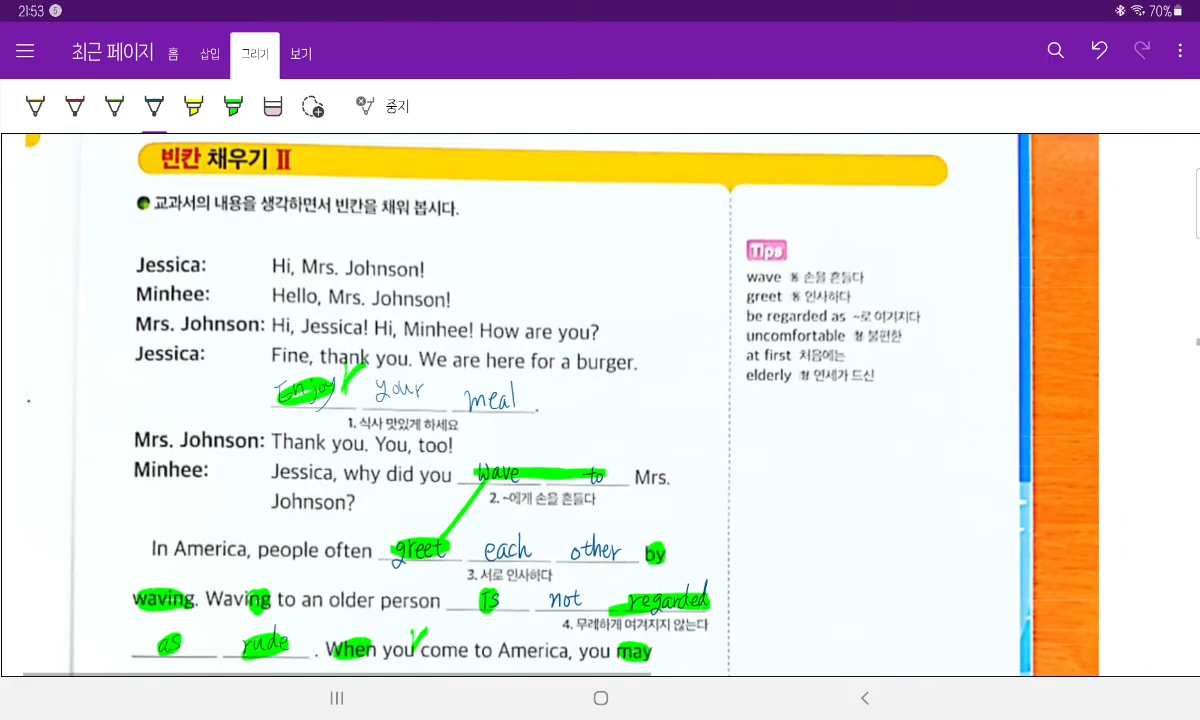 21:53 5 70%
최근 페이지 홈 삽입 그리기 보기
중지
빈칸 채우기 II
교과서의 내용을 생각하면서 빈칸을 채워 봅시다.
Jessica: Hi, Mrs. Johnson!
Minhee: Hello, Mrs. Johnson!
Mrs. Johnson: Hi, Jessica! Hi, Minhee! How are you?
Jessica: Fine, thank you. We are here for a burger.
Enjoy your meal.
1. 식사 맛있게 하세요
Mrs. Johnson: Thank you. You, too!
Minhee: Jessica, why did you wave to Mrs.
2. ~에게 손을 흔들다
Johnson?
In America, people often greet each other by
3. 서로 인사하다
waving. Waving to an older person is not regarded
4. 무례하게 여겨지지 않는다
as rude. When you come to America, you may
Tips
wave 동 손을 흔들다
greet 동 인사하다
be regarded as ~로 여겨지다
uncomfortable 형 불편한
at first 처음에는
elderly 형 연세가 드신